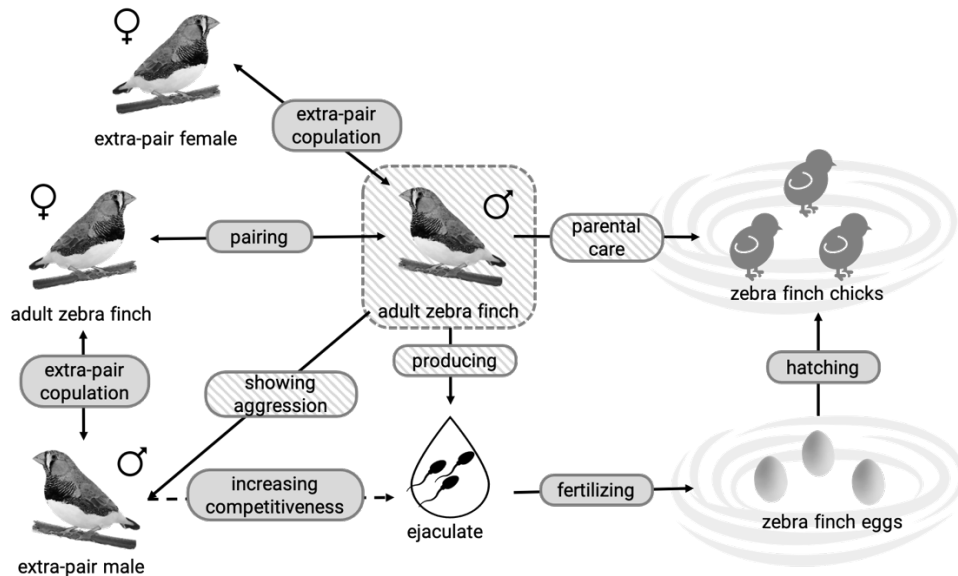 extra-pair female
extra-pair
copulation
adult zebra finch
pairing
adult zebra finch
parental
care
zebra finch chicks
extra-pair
copulation
showing
aggression
producing
hatching
extra-pair male
increasing
competitiveness
ejaculate
fertilizing
zebra finch eggs